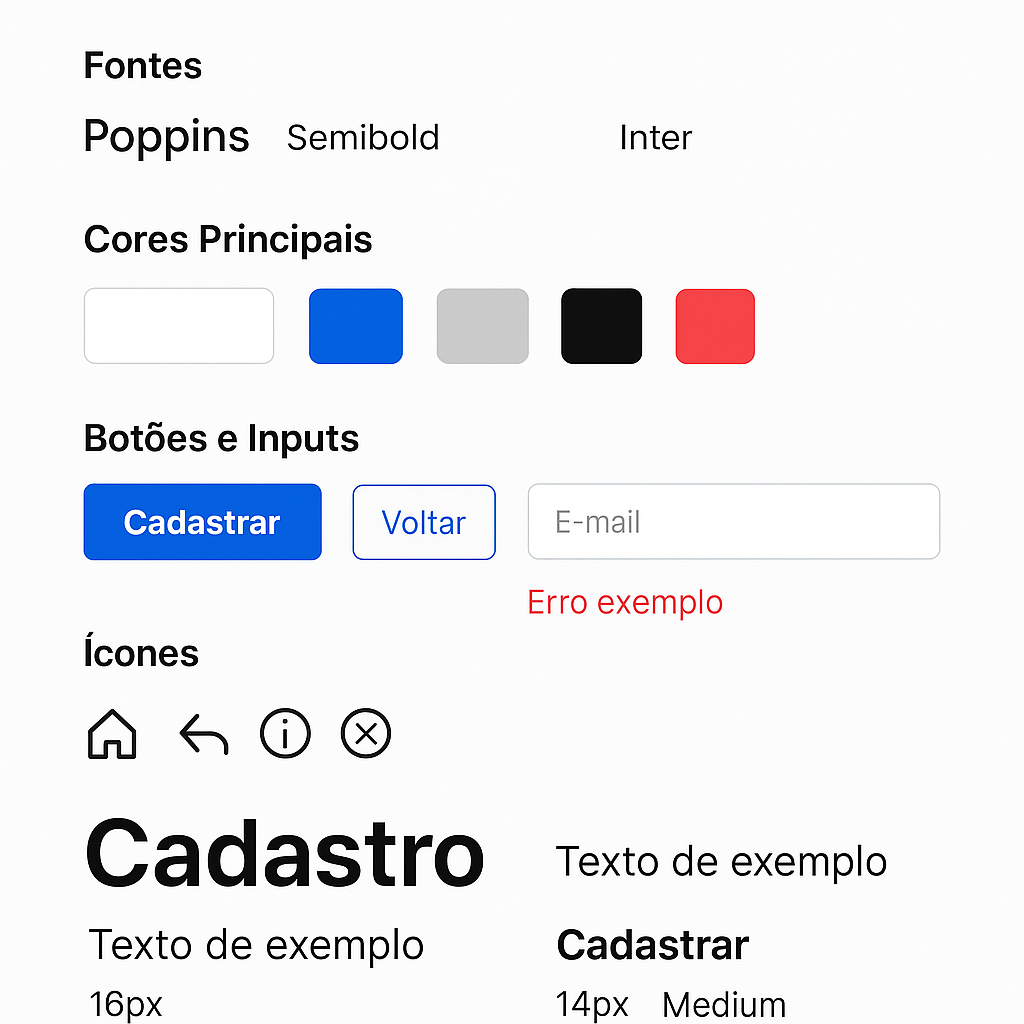 Fontes
Poppins Semibold Inter
Cores Principais
Botões e Inputs
Cadastrar Voltar E-mail
Erro exemplo
Ícones
Cadastro Texto de exemplo
Texto de exemplo Cadastrar
16px 14px Medium